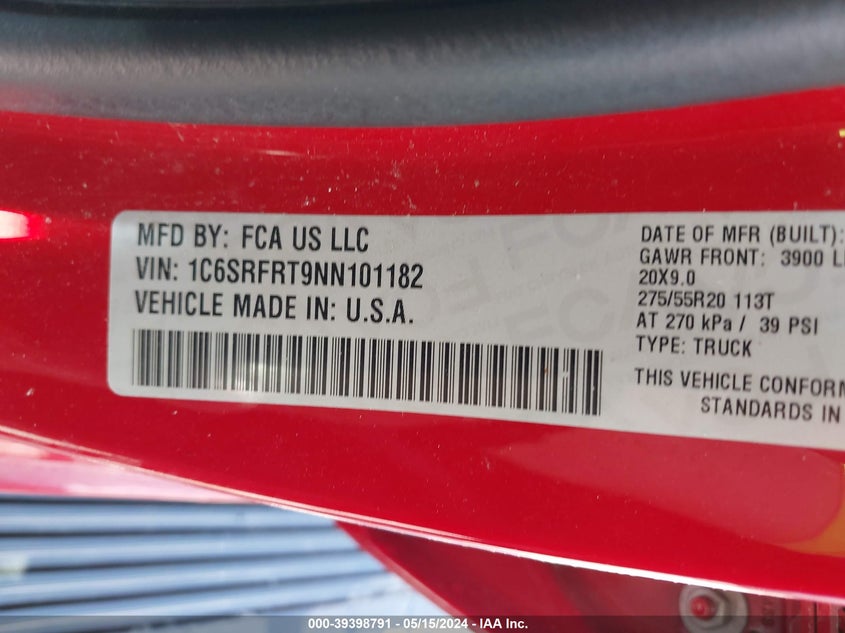 MFD BY: FCA US LLC
VIN: 1C6SRFRT9NN101182
VEHICLE MADE IN: U.S.A.
DATE OF MFR (BUILT):
GAWR FRONT: 3900 L
20X9.0
275/55R20 113T
AT 270 kPa / 39 PSI
TYPE: TRUCK
THIS VEHICLE CONFORM
STANDARDS IN
000-39398791 - 05/15/2024 - IAA Inc.